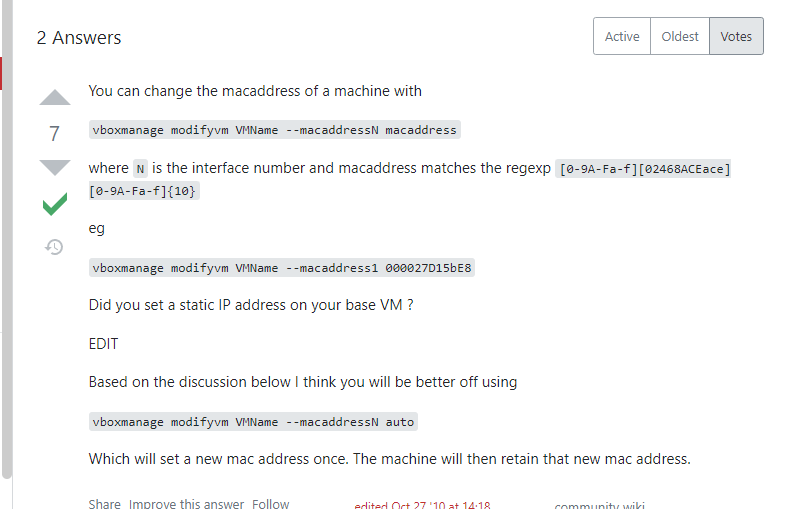 2 Answers
Active Oldest Votes
You can change the macaddress of a machine with
7
vboxmanage modifyvm VMName --macaddressN macaddress
where N is the interface number and macaddress matches the regexp [0-9A-Fa-f][02468ACEace]
[0-9A-Fa-f]{10}
eg
vboxmanage modifyvm VMName --macaddress1 000027D15bE8
Did you set a static IP address on your base VM ?
EDIT
Based on the discussion below I think you will be better off using
vboxmanage modifyvm VMName --macaddressN auto
Which will set a new mac address once. The machine will then retain that new mac address.
Share Improve this answer Follow edited Oct 27 '10 at 14:18 community wiki